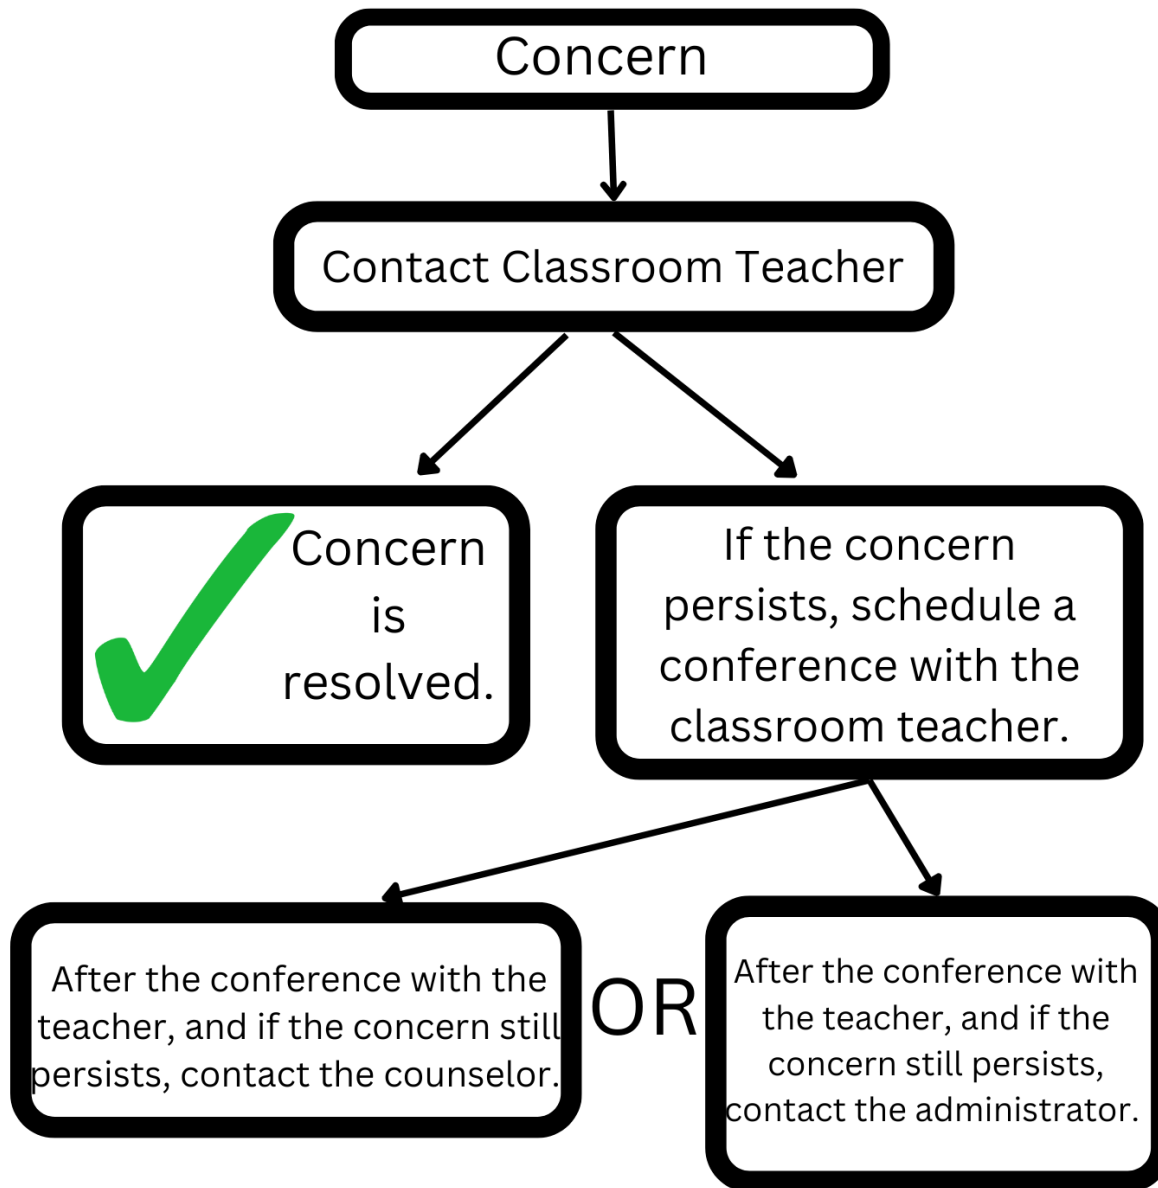 Concern
Contact Classroom Teacher
Concern
is
resolved.
If the concern
persists, schedule a
conference with the
classroom teacher.
After the conference with the
teacher, and if the concern still
persists, contact the counselor.
OR
After the conference with
the teacher, and if the
concern still persists,
contact the administrator.